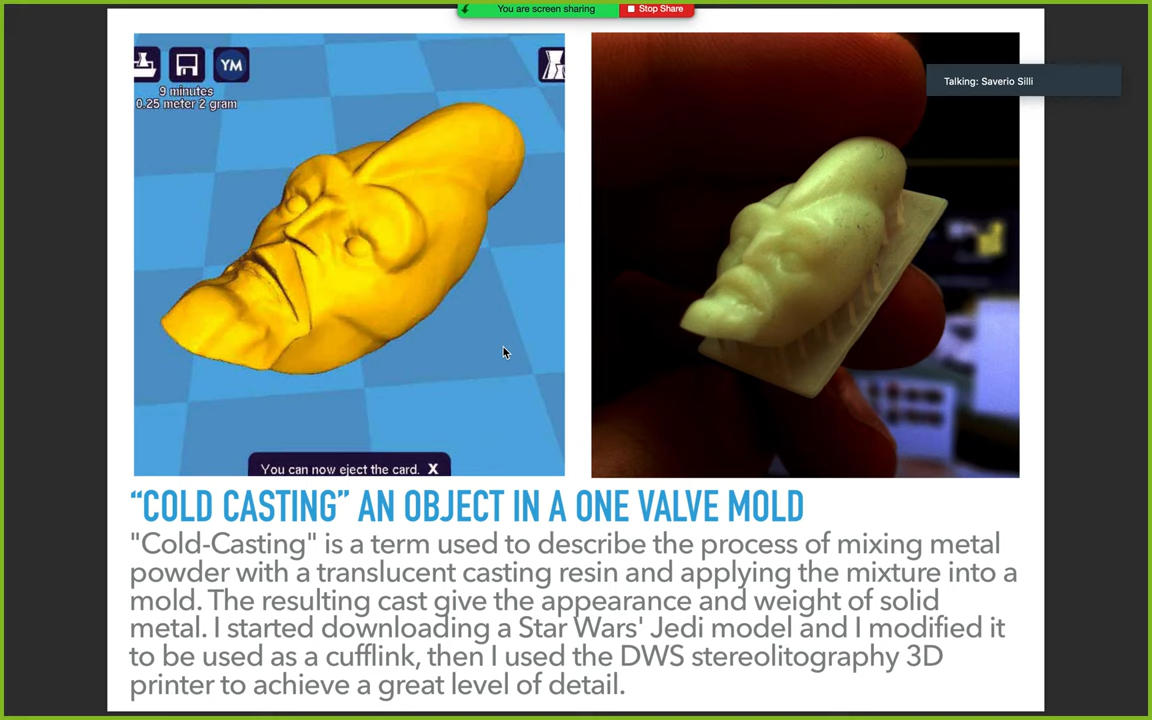 You are screen sharing Stop Share
Talking: Saverio Silli
YM
9 minutes
0.25 meter 2 gram
You can now eject the card. X
“COLD CASTING” AN OBJECT IN A ONE VALVE MOLD
"Cold-Casting" is a term used to describe the process of mixing metal
powder with a translucent casting resin and applying the mixture into a
mold. The resulting cast give the appearance and weight of solid
metal. I started downloading a Star Wars' Jedi model and I modified it
to be used as a cufflink, then I used the DWS stereolitography 3D
printer to achieve a great level of detail.